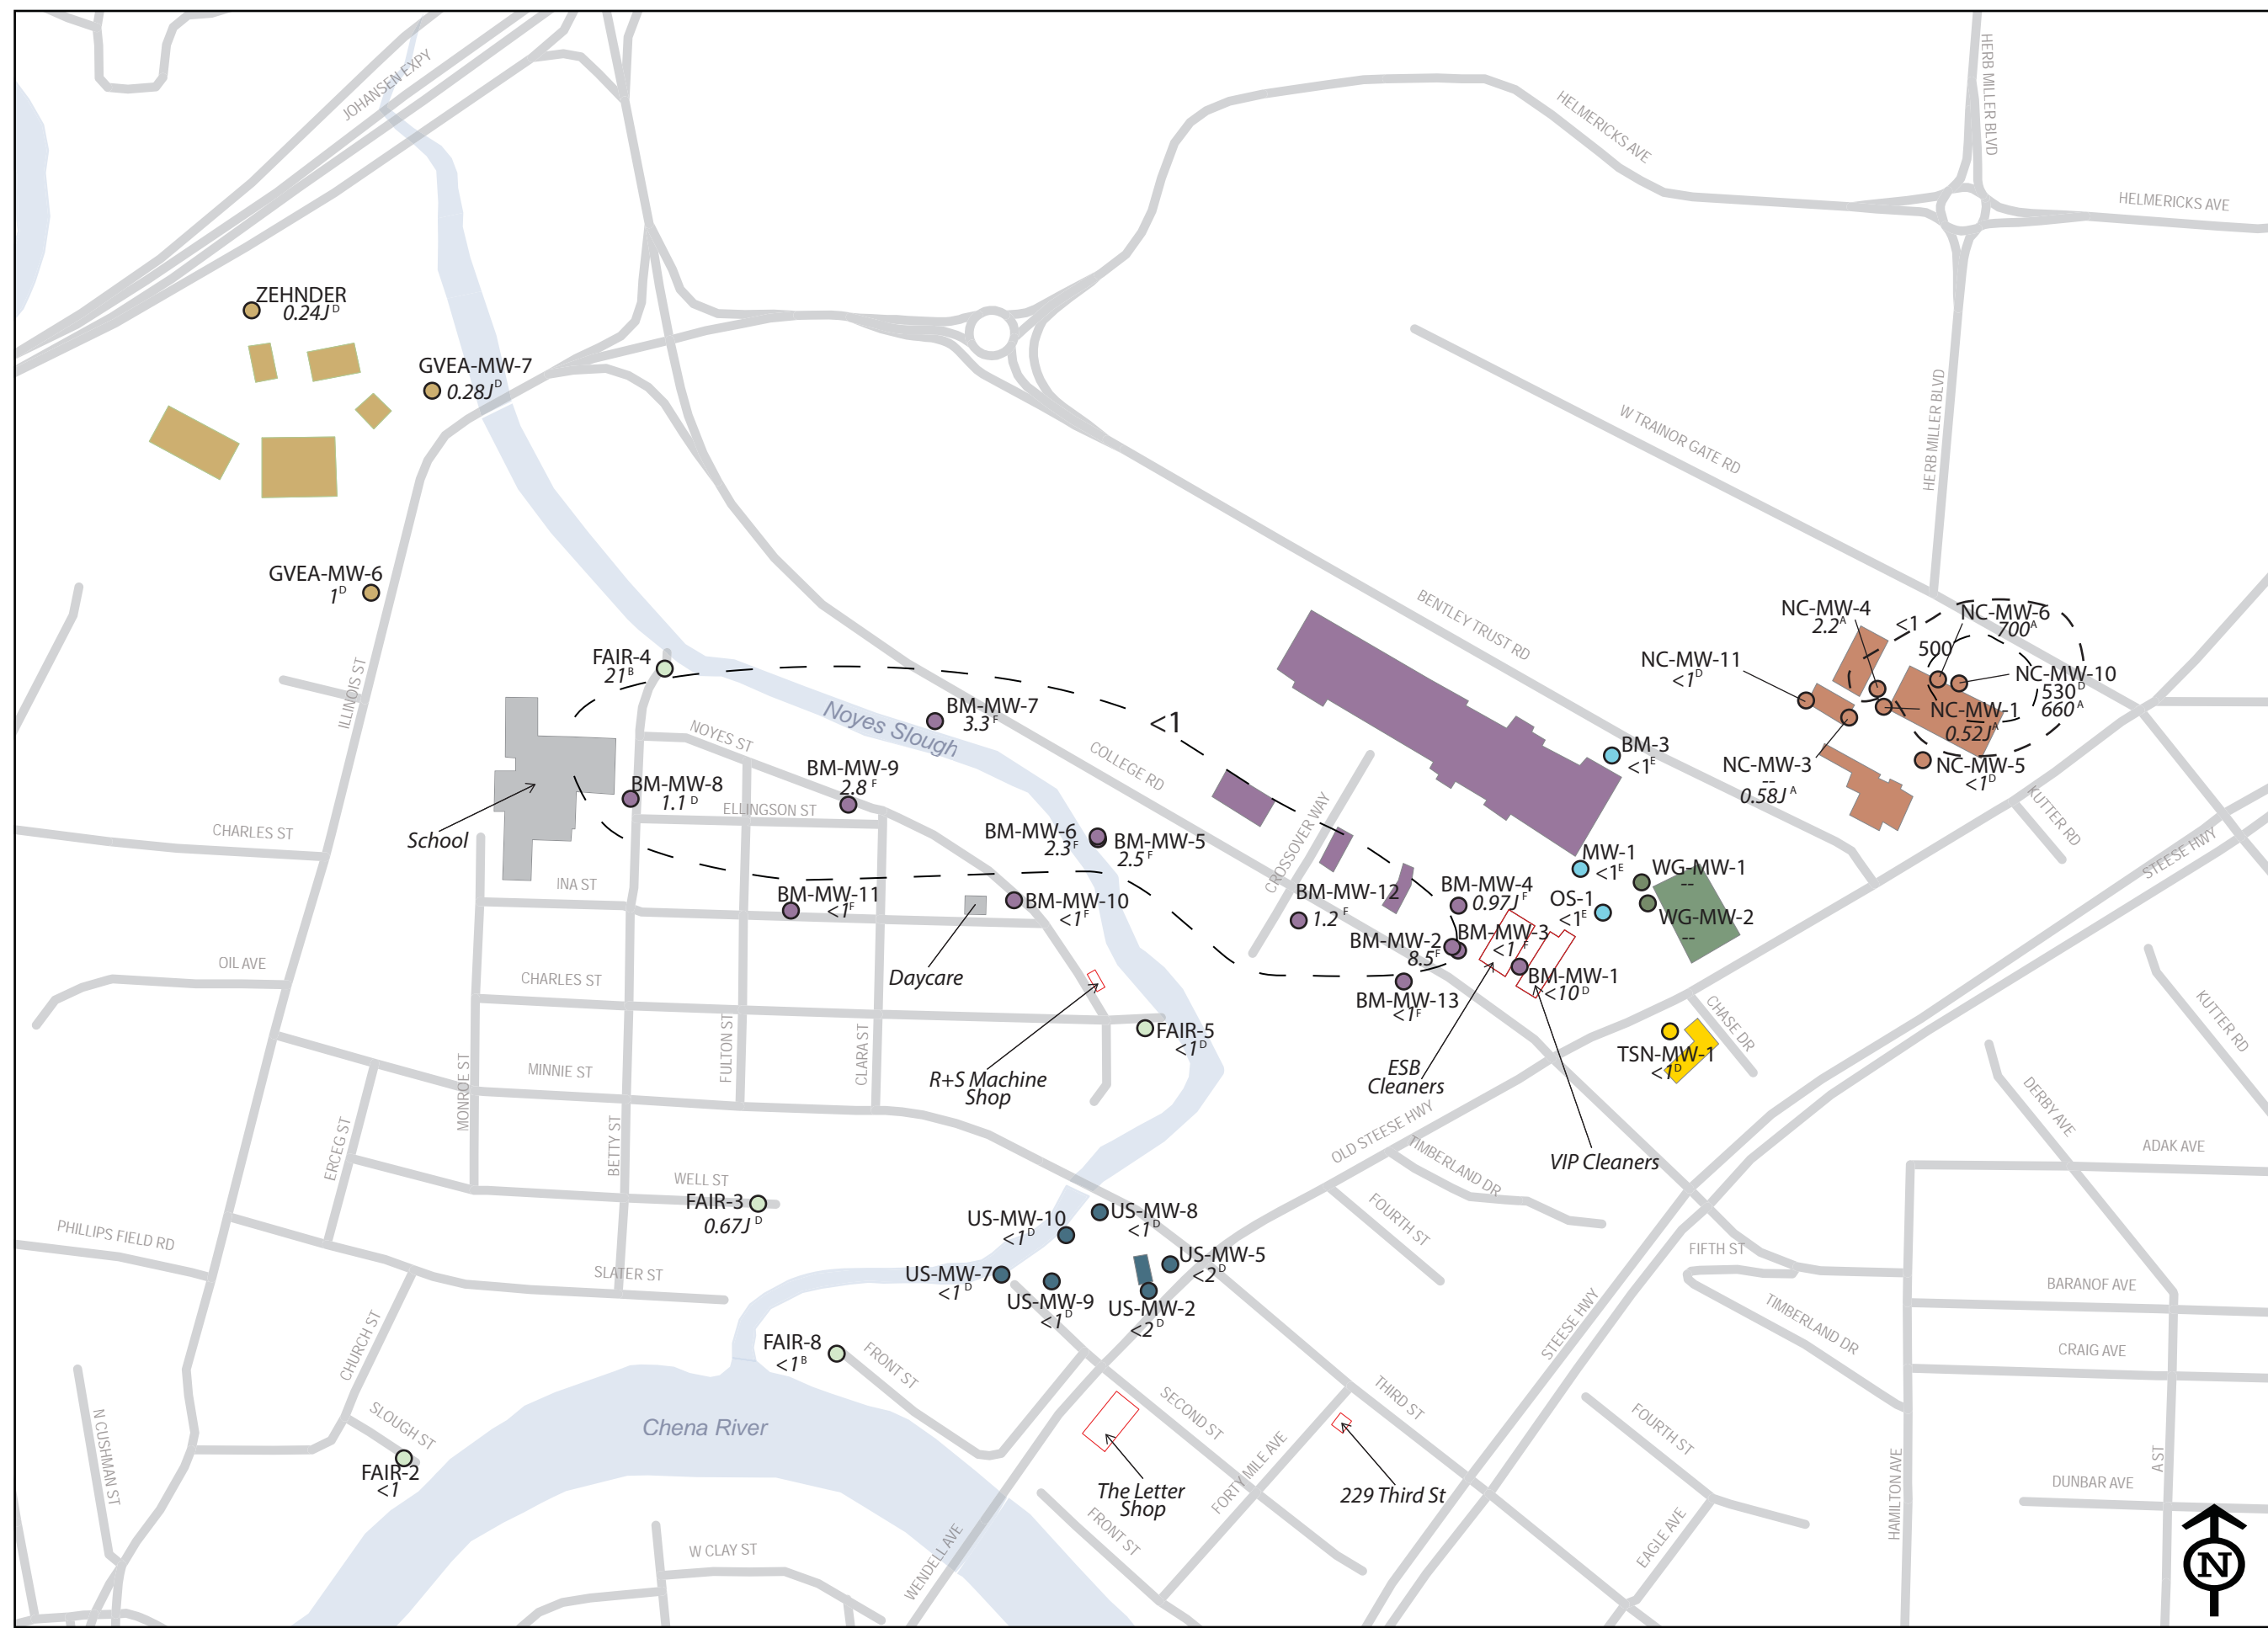 JOHANSEN EXPY
HELMERICKS AVE
HERB MILLER BLVD
HELMERICKS AVE
ZEHNDER
0.24J D
GVEA-MW-7
0.28J D
HERB MILLER BLVD
W TRAINOR GATE RD
GVEA-MW-6
1 D
BENTLEY TRUST RD
NC-MW-4
2.2 A
<1
NC-MW-6
700 A
500
NC-MW-11
<1 D
NC-MW-10
530 D
660 A
NC-MW-1
0.52J A
NC-MW-3
--
0.58J A
NC-MW-5
<1 D
FAIR-4
21 B
ILLINOIS ST
BM-MW-7
3.3 F
Noyes Slough
<1
NOYES ST
COLLEGE RD
BM-3
<1 E
BM-MW-8
1.1 D
BM-MW-9
2.8 F
ELLINGSON ST
School
CHARLES ST
BM-MW-6
2.3 F
BM-MW-5
2.5 F
CROSSOVER WAY
KUTTER RD
STEESE HWY
MW-1
<1 E
WG-MW-1
--
INA ST
BM-MW-11
<1 F
BM-MW-10
<1 F
BM-MW-12
1.2 F
BM-MW-4
0.97J F
OS-1
<1 E
WG-MW-2
--
BM-MW-2
8.5 F
BM-MW-3
<1 F
BM-MW-1
<10 D
OIL AVE
CHARLES ST
Daycare
BM-MW-13
<1 F
CHASE DR
KUTTER RD
FAIR-5
<1 D
TSN-MW-1
<1 D
MONROE ST
MINNIE ST
FULTON ST
CLARA ST
R+S Machine
Shop
ESB
Cleaners
DERBY AVE
ERCEG ST
BETTY ST
OLD STEESE HWY
TIMBERLAND DR
VIP Cleaners
ADAK AVE
WELL ST
FAIR-3
0.67J D
PHILLIPS FIELD RD
US-MW-10
<1 D
US-MW-8
<1 D
FOURTH ST
FIFTH ST
SLATER ST
US-MW-7
<1 D
US-MW-9
<1 D
US-MW-5
<2 D
US-MW-2
<2 D
BARANOF AVE
CHURCH ST
FAIR-8
<1 B
FRONT ST
STEESE HWY
TIMBERLAND DR
CRAIG AVE
N CUSHMAN ST
SLOUGH ST
Chena River
SECOND ST
THIRD ST
FOURTH ST
FAIR-2
<1
The Letter
Shop
FORTY MILE AVE
229 Third St
HAMILTON AVE
A ST
DUNBAR AVE
W CLAY ST
WENDELL AVE
FRONT ST
EAGLE AVE
N